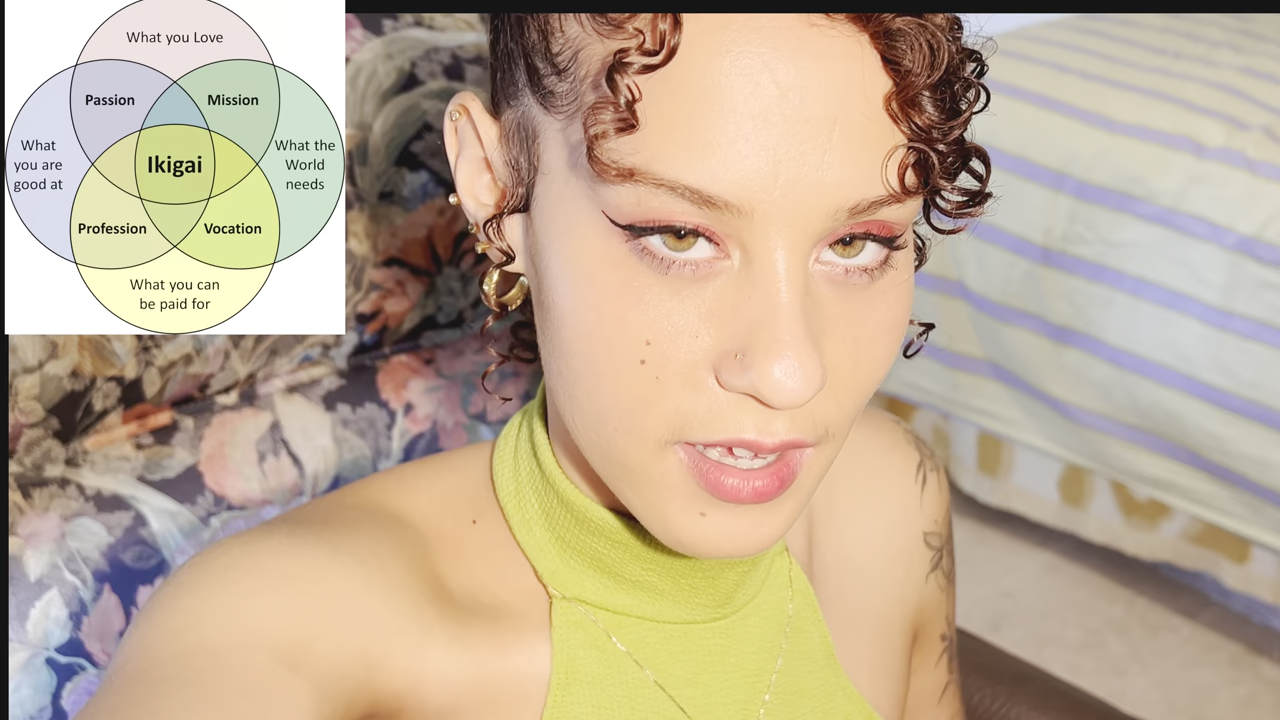 What you Love
Passion
Mission
What
you are
good at
Ikigai
What the
World
needs
Profession
Vocation
What you can
be paid for